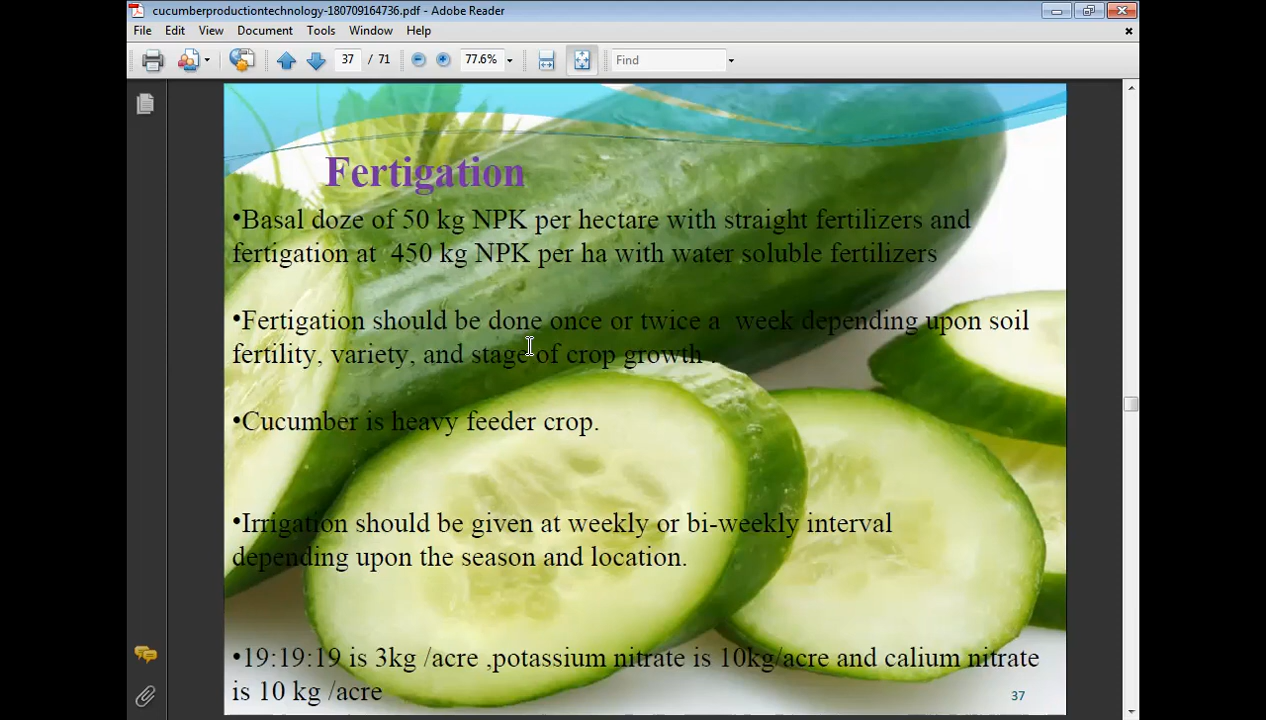 cucumberproductiontechnology-180709164736.pdf - Adobe Reader
File Edit View Document Tools Window Help
37 / 71 77.6% Find
Fertigation
•Basal doze of 50 kg NPK per hectare with straight fertilizers and
fertigation at 450 kg NPK per ha with water soluble fertilizers
•Fertigation should be done once or twice a week depending upon soil
fertility, variety, and stage of crop growth .
•Cucumber is heavy feeder crop.
•Irrigation should be given at weekly or bi-weekly interval
depending upon the season and location.
•19:19:19 is 3kg /acre ,potassium nitrate is 10kg/acre and calium nitrate
is 10 kg /acre
37